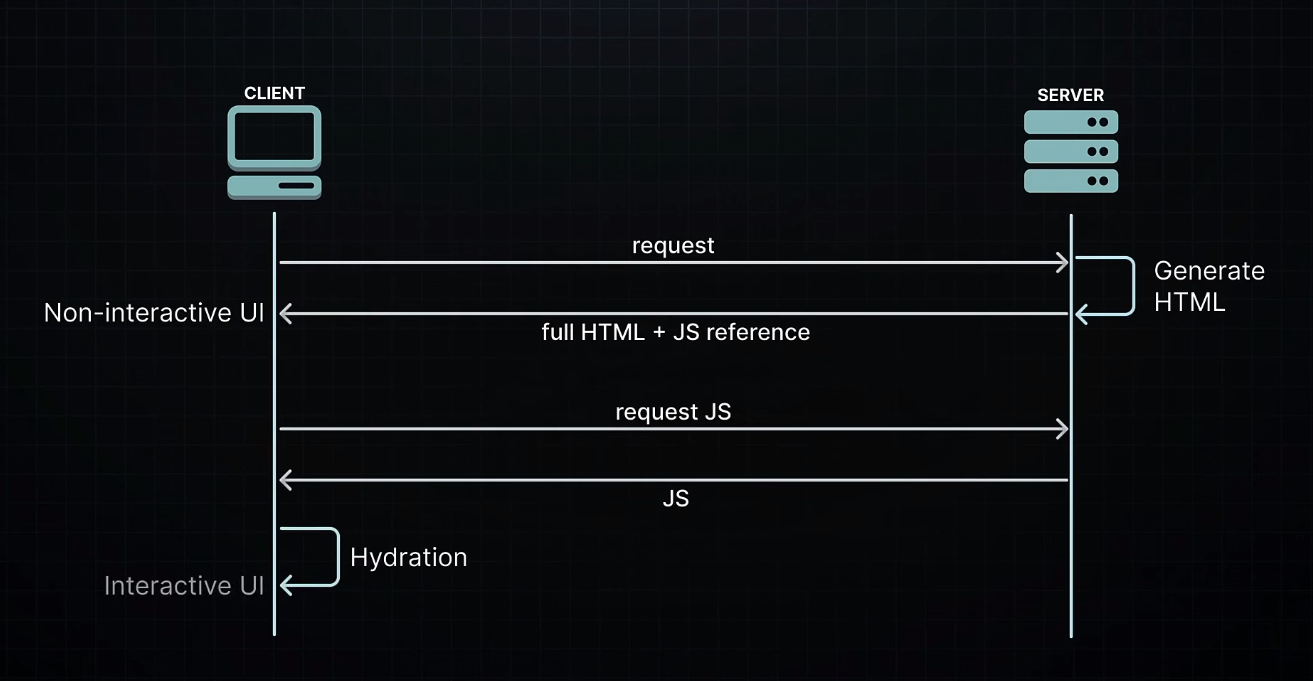 CLIENT
SERVER
request
Generate
HTML
Non-interactive UI
full HTML + JS reference
request JS
JS
Hydration
Interactive UI